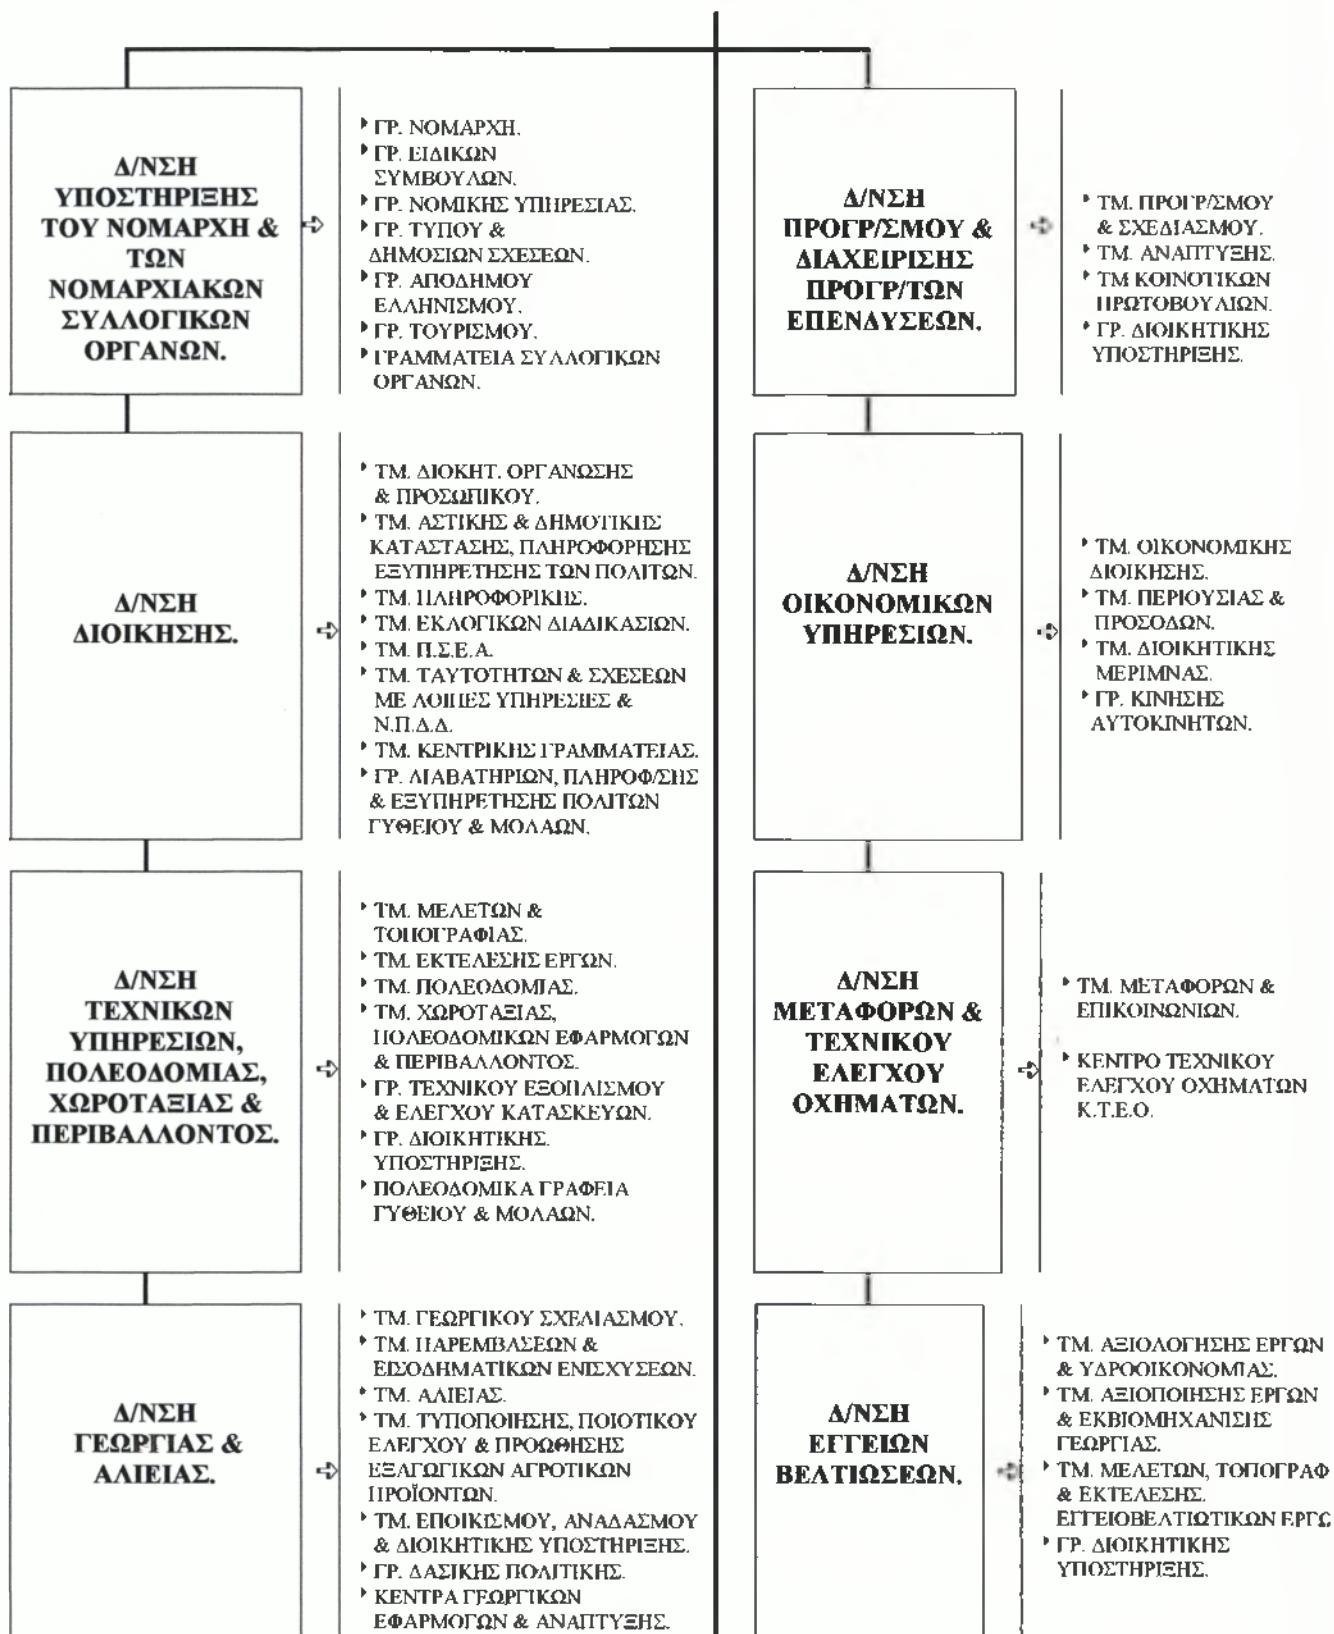 Δ/ΝΣΗ
ΥΠΟΣΤΗΡΙΞΗΣ
ΤΟΥ ΝΟΜΑΡΧΗ &
ΤΩΝ
ΝΟΜΑΡΧΙΑΚΩΝ
ΣΥΛΛΟΓΙΚΩΝ
ΟΡΓΑΝΩΝ.
ΓΡ. ΝΟΜΑΡΧΗ.
ΓΡ. ΕΙΔΙΚΩΝ
ΣΥΜΒΟΥΛΩΝ.
ΓΡ. ΝΟΜΙΚΗΣ ΥΠΗΡΕΣΙΑΣ.
ΓΡ. ΤΥΠΟΥ &
ΔΗΜΟΣΙΩΝ ΣΧΕΣΕΩΝ.
ΓΡ. ΑΠΟΔΗΜΟΥ
ΕΛΛΗΝΙΣΜΟΥ.
ΓΡ. ΤΟΥΡΙΣΜΟΥ.
ΓΡΑΜΜΑΤΕΙΑ ΣΥΛΛΟΓΙΚΩΝ
ΟΡΓΑΝΩΝ.
Δ/ΝΣΗ
ΠΡΟΓΡ/ΣΜΟΥ &
ΔΙΑΧΕΙΡΙΣΗΣ
ΠΡΟΓΡ/ΤΩΝ
ΕΠΕΝΔΥΣΕΩΝ.
ΤΜ. ΠΡΟΓΡ/ΣΜΟΥ
& ΣΧΕΔΙΑΣΜΟΥ.
ΤΜ. ΑΝΑΠΤΥΞΗΣ.
ΤΜ ΚΟΙΝΟΤΙΚΩΝ
ΠΡΩΤΟΒΟΥΛΙΩΝ.
ΓΡ. ΔΙΟΙΚΗΤΙΚΗΣ
ΥΠΟΣΤΗΡΙΞΗΣ.
Δ/ΝΣΗ
ΔΙΟΙΚΗΣΗΣ.
ΤΜ. ΔΙΟΚΗΤ. ΟΡΓΑΝΩΣΗΣ
& ΠΡΟΣΩΠΙΚΟΥ.
ΤΜ. ΑΣΤΙΚΗΣ & ΔΗΜΟΤΙΚΗΣ
ΚΑΤΑΣΤΑΣΗΣ, ΠΛΗΡΟΦΟΡΗΣΗΣ
ΕΞΥΠΗΡΕΤΗΣΗΣ ΤΩΝ ΠΟΛΙΤΩΝ.
ΤΜ. ΠΛΗΡΟΦΟΡΙΚΗΣ.
ΤΜ. ΕΚΛΟΓΙΚΩΝ ΔΙΑΔΙΚΑΣΙΩΝ.
ΤΜ. Π.Σ.Ε.Α.
ΤΜ. ΤΑΥΤΟΤΗΤΩΝ & ΣΧΕΣΕΩΝ
ΜΕ ΛΟΙΠΕΣ ΥΠΗΡΕΣΙΕΣ &
Ν.Π.Δ.Δ.
ΤΜ. ΚΕΝΤΡΙΚΗΣ ΓΡΑΜΜΑΤΕΙΑΣ.
ΓΡ. ΔΙΑΒΑΤΗΡΙΩΝ, ΠΛΗΡΟΦ/ΣΗΣ
& ΕΞΥΠΗΡΕΤΗΣΗΣ ΠΟΛΙΤΩΝ
ΓΥΘΕΙΟΥ & ΜΟΛΑΩΝ.
Δ/ΝΣΗ
ΟΙΚΟΝΟΜΙΚΩΝ
ΥΠΗΡΕΣΙΩΝ.
ΤΜ. ΟΙΚΟΝΟΜΙΚΗΣ
ΔΙΟΙΚΗΣΗΣ.
ΤΜ. ΠΕΡΙΟΥΣΙΑΣ &
ΠΡΟΣΟΔΩΝ.
ΤΜ. ΔΙΟΙΚΗΤΙΚΗΣ
ΜΕΡΙΜΝΑΣ.
ΓΡ. ΚΙΝΗΣΗΣ
ΑΥΤΟΚΙΝΗΤΩΝ.
Δ/ΝΣΗ
ΤΕΧΝΙΚΩΝ
ΥΠΗΡΕΣΙΩΝ,
ΠΟΛΕΟΔΟΜΙΑΣ,
ΧΩΡΟΤΑΞΙΑΣ &
ΠΕΡΙΒΑΛΛΟΝΤΟΣ.
ΤΜ. ΜΕΛΕΤΩΝ &
ΤΟΠΟΓΡΑΦΙΑΣ.
ΤΜ. ΕΚΤΕΛΕΣΗΣ ΕΡΓΩΝ.
ΤΜ. ΠΟΛΕΟΔΟΜΙΑΣ.
ΤΜ. ΧΩΡΟΤΑΞΙΑΣ,
ΠΟΛΕΟΔΟΜΙΚΩΝ ΕΦΑΡΜΟΓΩΝ
& ΠΕΡΙΒΑΛΛΟΝΤΟΣ.
ΓΡ. ΤΕΧΝΙΚΟΥ ΕΞΟΠΛΙΣΜΟΥ
& ΕΛΕΓΧΟΥ ΚΑΤΑΣΚΕΥΩΝ.
ΓΡ. ΔΙΟΙΚΗΤΙΚΗΣ.
ΥΠΟΣΤΗΡΙΞΗΣ.
ΠΟΛΕΟΔΟΜΙΚΑ ΓΡΑΦΕΙΑ
ΓΥΘΕΙΟΥ & ΜΟΛΑΩΝ.
Δ/ΝΣΗ
ΜΕΤΑΦΟΡΩΝ &
ΤΕΧΝΙΚΟΥ
ΕΛΕΓΧΟΥ
ΟΧΗΜΑΤΩΝ.
ΤΜ. ΜΕΤΑΦΟΡΩΝ &
ΕΠΙΚΟΙΝΩΝΙΩΝ.
ΚΕΝΤΡΟ ΤΕΧΝΙΚΟΥ
ΕΛΕΓΧΟΥ ΟΧΗΜΑΤΩΝ
Κ.Τ.Ε.Ο.
Δ/ΝΣΗ
ΓΕΩΡΓΙΑΣ &
ΑΛΙΕΙΑΣ.
ΤΜ. ΓΕΩΡΓΙΚΟΥ ΣΧΕΔΙΑΣΜΟΥ.
ΤΜ. ΠΑΡΕΜΒΑΣΕΩΝ &
ΕΙΣΟΔΗΜΑΤΙΚΩΝ ΕΝΙΣΧΥΣΕΩΝ.
ΤΜ. ΑΛΙΕΙΑΣ.
ΤΜ. ΤΥΠΟΠΟΙΗΣΗΣ, ΠΟΙΟΤΙΚΟΥ
ΕΛΕΓΧΟΥ & ΠΡΟΩΘΗΣΗΣ
ΕΞΑΓΩΓΙΚΩΝ ΑΓΡΟΤΙΚΩΝ
ΠΡΟΪΟΝΤΩΝ.
ΤΜ. ΕΠΟΙΚΙΣΜΟΥ, ΑΝΑΔΑΣΜΟΥ
& ΔΙΟΙΚΗΤΙΚΗΣ ΥΠΟΣΤΗΡΙΞΗΣ.
ΓΡ. ΔΑΣΙΚΗΣ ΠΟΛΙΤΙΚΗΣ.
ΚΕΝΤΡΑ ΓΕΩΡΓΙΚΩΝ
ΕΦΑΡΜΟΓΩΝ & ΑΝΑΠΤΥΞΗΣ.
Δ/ΝΣΗ
ΕΓΓΕΙΩΝ
ΒΕΛΤΙΩΣΕΩΝ.
ΤΜ. ΑΞΙΟΛΟΓΗΣΗΣ ΕΡΓΩΝ
& ΥΔΡΟΟΙΚΟΝΟΜΙΑΣ.
ΤΜ. ΑΞΙΟΠΟΙΗΣΗΣ ΕΡΓΩΝ
& ΕΚΒΙΟΜΗΧΑΝΙΣΗΣ
ΓΕΩΡΓΙΑΣ.
ΤΜ. ΜΕΛΕΤΩΝ, ΤΟΠΟΓΡΑΦ
& ΕΚΤΕΛΕΣΗΣ.
ΕΓΓΕΙΟΒΕΛΤΙΩΤΙΚΩΝ ΕΡΓΩ
ΓΡ. ΔΙΟΙΚΗΤΙΚΗΣ
ΥΠΟΣΤΗΡΙΞΗΣ.